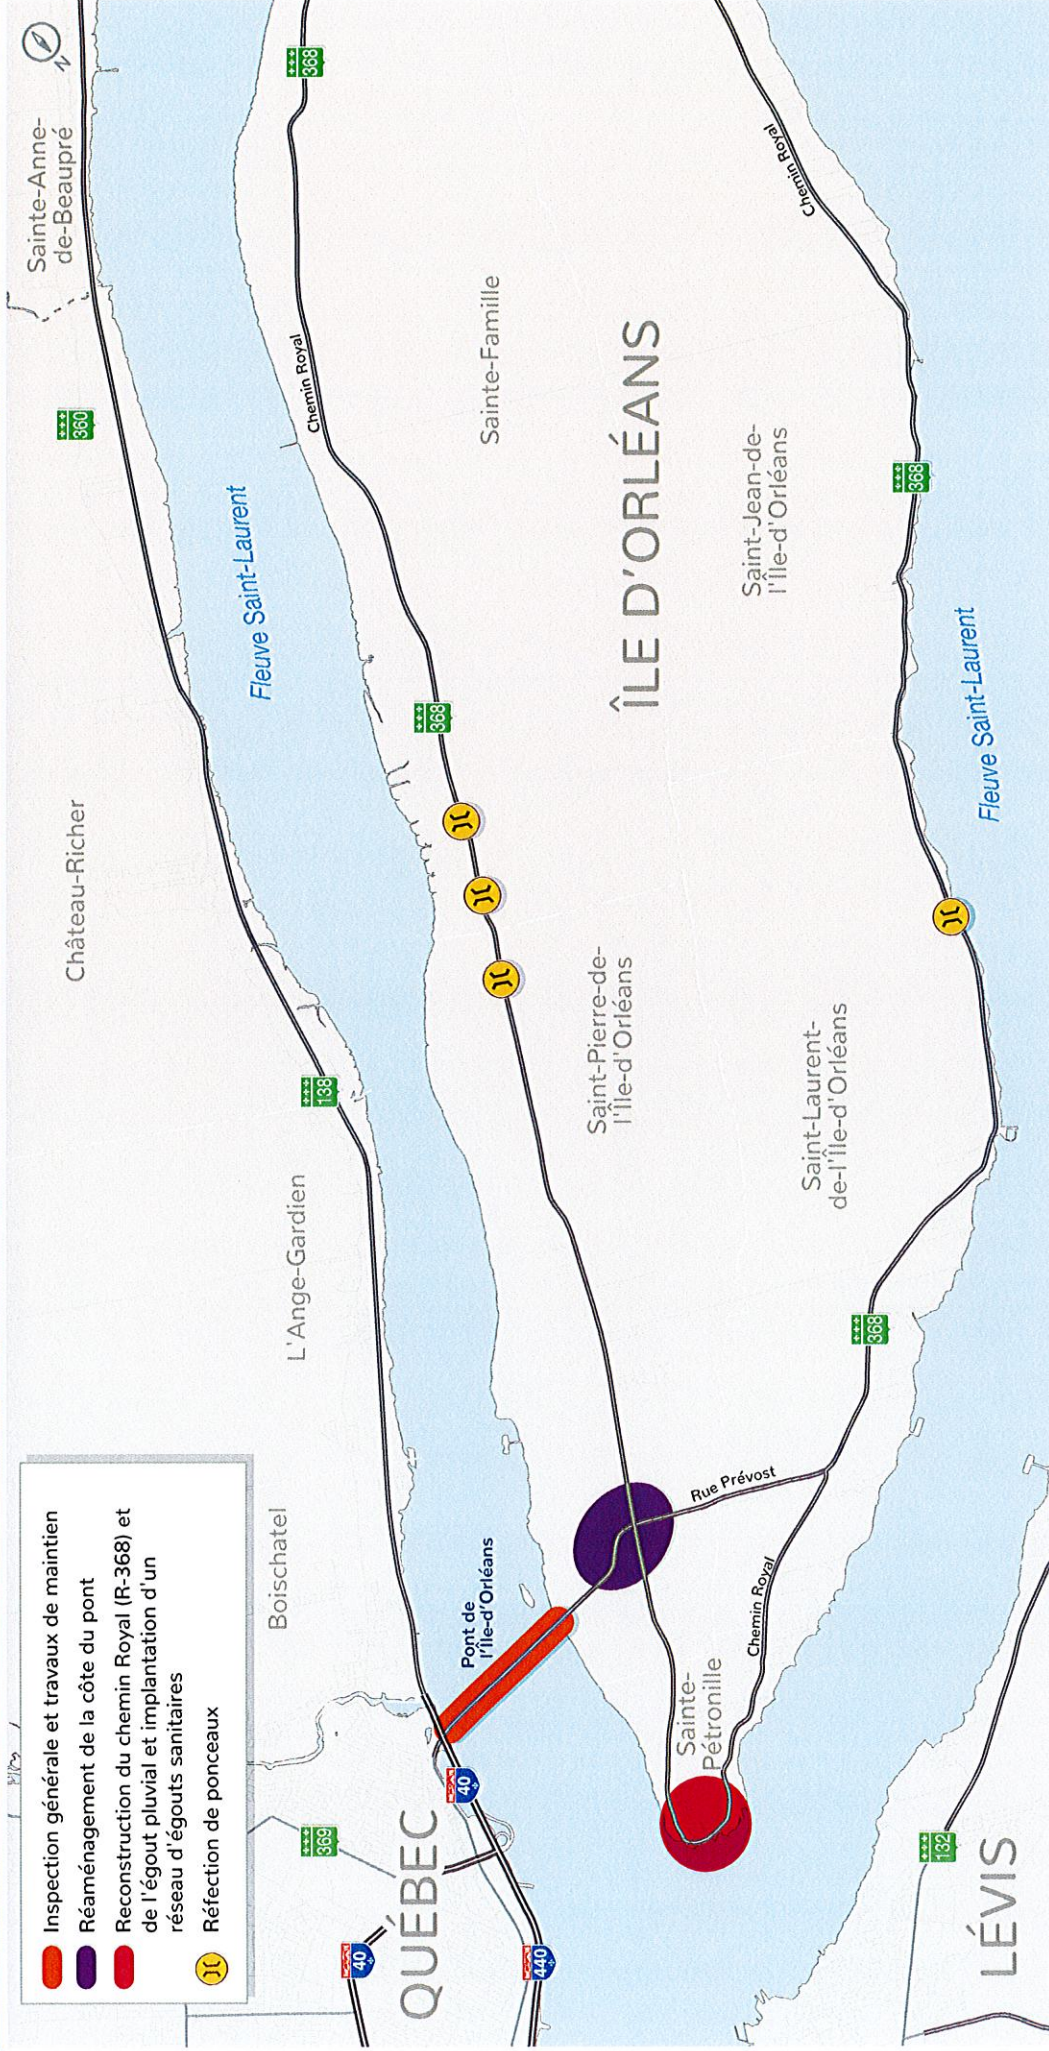 Inspection générale et travaux de maintien
Réaménagement de la côte du pont
Reconstruction du chemin Royal (R-368) et
de l'égout pluvial et implantation d'un
réseau d'égouts sanitaires
Réfection de ponceaux
N
Sainte-Anne-
de-Beaupré
360
Château-Richer
138
L'Ange-Gardien
Boischatel
369
40
QUÉBEC
40
440
Fleuve Saint-Laurent
Pont de
l'Île-d'Orléans
368
Chemin Royal
Sainte-Famille
368
ÎLE D'ORLÉANS
Saint-Pierre-de-
l'Île-d'Orléans
Saint-Jean-de-
l'Île-d'Orléans
Saint-Laurent-
de-l'Île-d'Orléans
Rue Prévost
Chemin Royal
Sainte-
Pétronille
Chemin Royal
368
368
Fleuve Saint-Laurent
132
LÉVIS